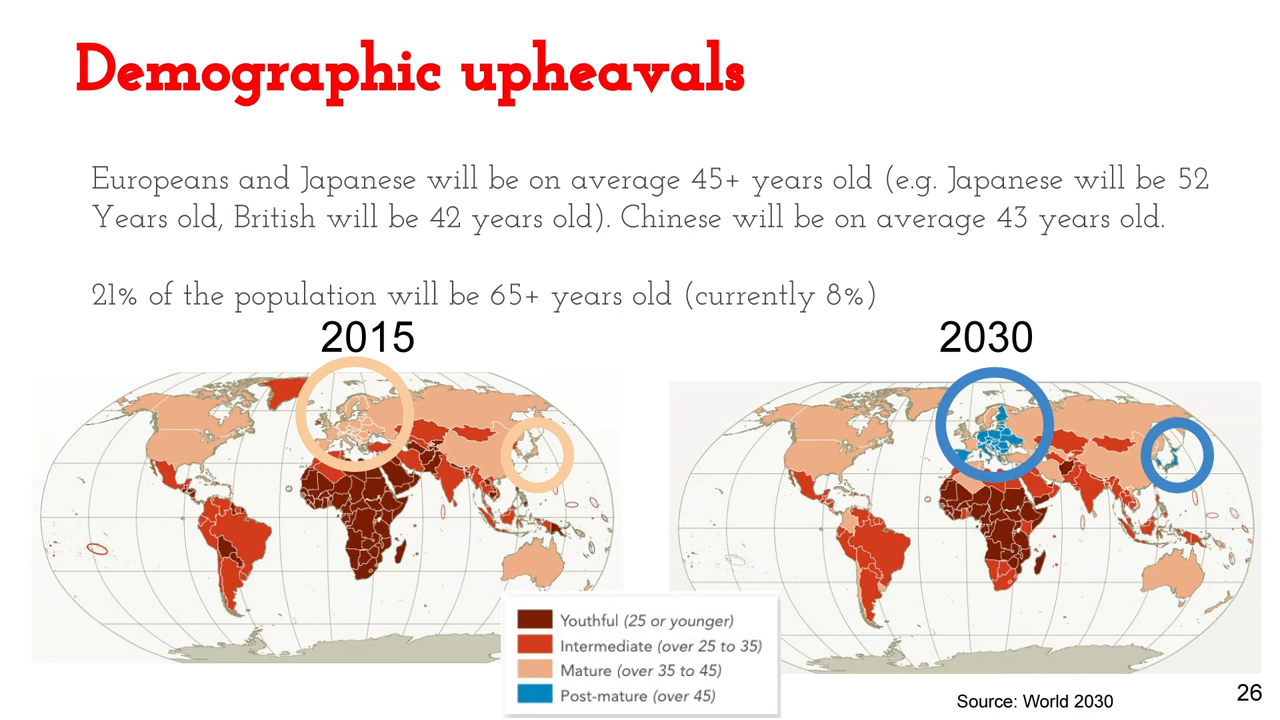 Demographic upheavals
Europeans and Japanese will be on average 45+ years old (e.g. Japanese will be 52
Years old, British will be 42 years old). Chinese will be on average 43 years old.
21% of the population will be 65+ years old (currently 8%)
2015
2030
Youthful (25 or younger)
Intermediate (over 25 to 35)
Mature (over 35 to 45)
Post-mature (over 45)
Source: World 2030
26